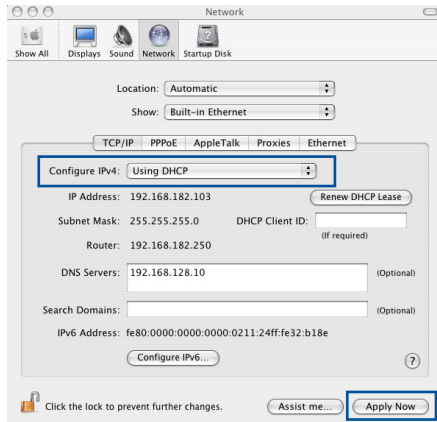 Network
Show All Displays Sound Network Startup Disk
Location: Automatic
Show: Built-in Ethernet
TCP/IP PPPoE AppleTalk Proxies Ethernet
Configure IPv4: Using DHCP
IP Address: 192.168.182.103 Renew DHCP Lease
Subnet Mask: 255.255.255.0 DHCP Client ID:
(If required)
Router: 192.168.182.250
DNS Servers: 192.168.128.10 (Optional)
Search Domains: (Optional)
IPv6 Address: fe80:0000:0000:0000:0211:24ff:fe32:b18e
Configure IPv6...
?
Click the lock to prevent further changes. Assist me... Apply Now